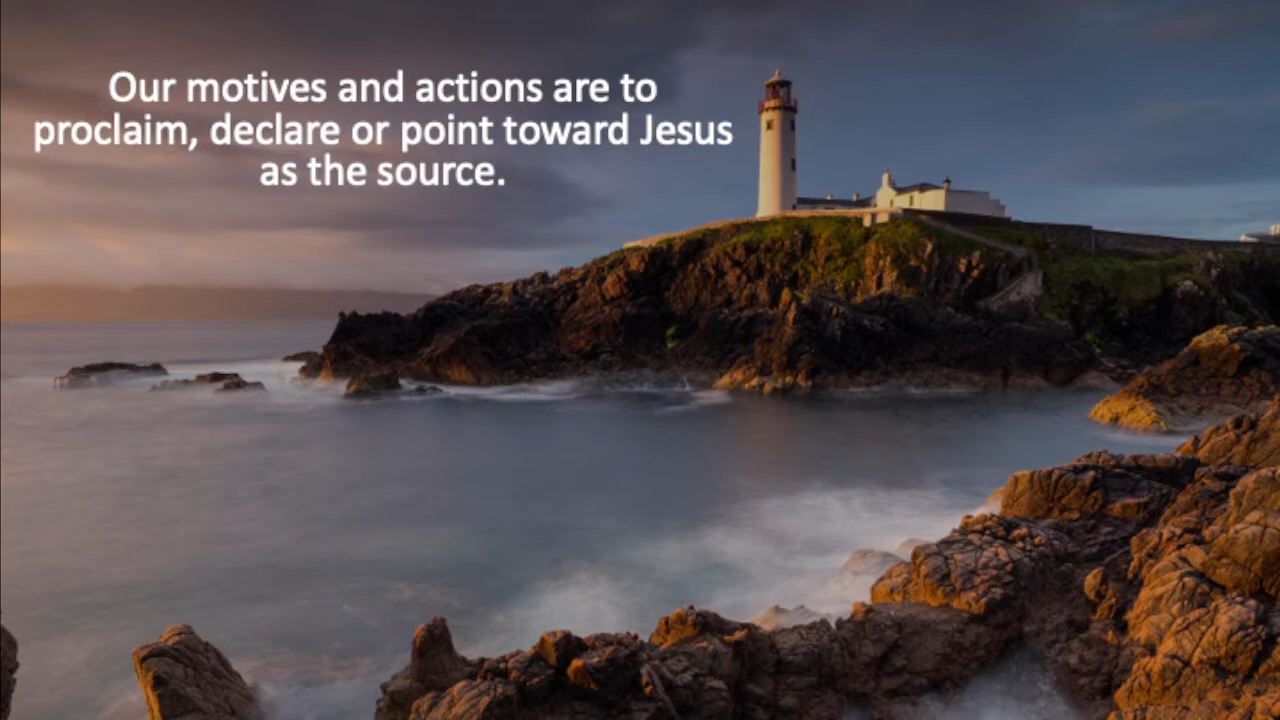 Our motives and actions are to
proclaim, declare or point toward Jesus
as the source.